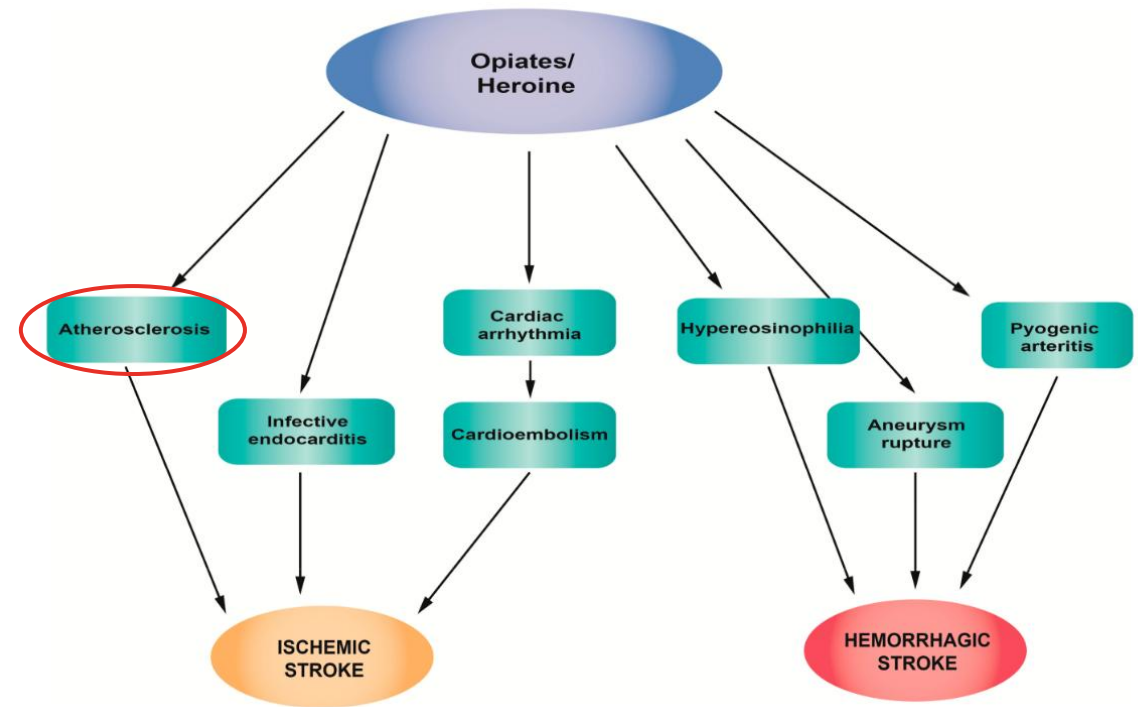 Opiates/
Heroine
Atherosclerosis
Cardiac
arrhythmia
Hypereosinophilia
Pyogenic
arteritis
Infective
endocarditis
Cardioembolism
Aneurysm
rupture
ISCHEMIC
STROKE
HEMORRHAGIC
STROKE